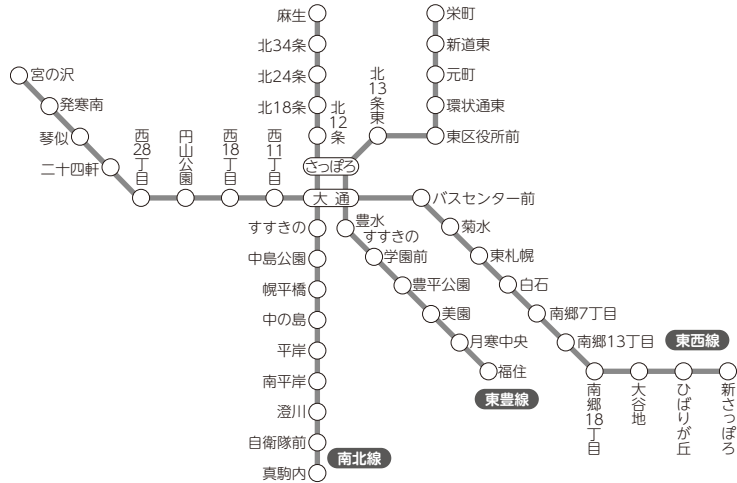 麻生
北34条
北24条
北18条
北12条
さっぽろ
大通
すすきの
中島公園
幌平橋
中の島
平岸
南平岸
澄川
自衛隊前
真駒内
南北線
宮の沢
発寒南
琴似
二十四軒
西28丁目
円山公園
西18丁目
西11丁目
バスセンター前
菊水
東札幌
白石
南郷7丁目
南郷13丁目
南郷18丁目
大谷地
ひばりが丘
新さっぽろ
東西線
栄町
新道東
元町
環状通東
東区役所前
北13条東
豊水
すすきの
学園前
豊平公園
美園
月寒中央
福住
東豊線